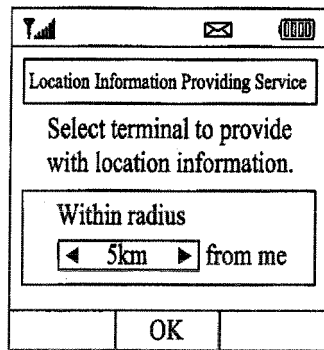 Location Information Providing Service
Select terminal to provide
with location information.
Within radius
◄ 5km ► from me
OK